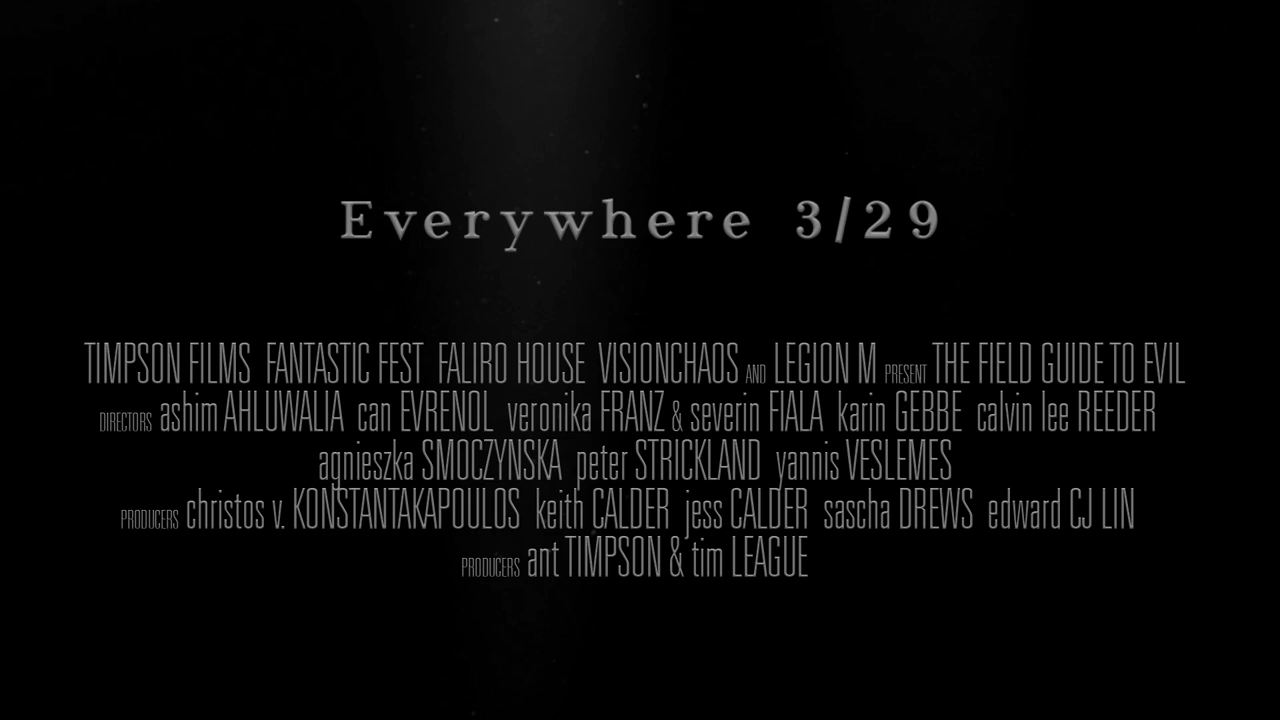 Everywhere 3/29
TIMPSON FILMS FANTASTIC FEST FALIRO HOUSE VISIONCHAOS AND LEGION M PRESENT THE FIELD GUIDE TO EVIL
DIRECTORS ashim AHLUWALIA can EVRENOL veronika FRANZ & severin FIALA karin GEBBE calvin lee REEDER
agnieszka SMOCZYNSKA peter STRICKLAND yannis VESLEMES
PRODUCERS christos v. KONSTANTAKAPOULOS keith CALDER jess CALDER sascha DREWS edward CJ LIN
PRODUCERS ant TIMPSON & tim LEAGUE